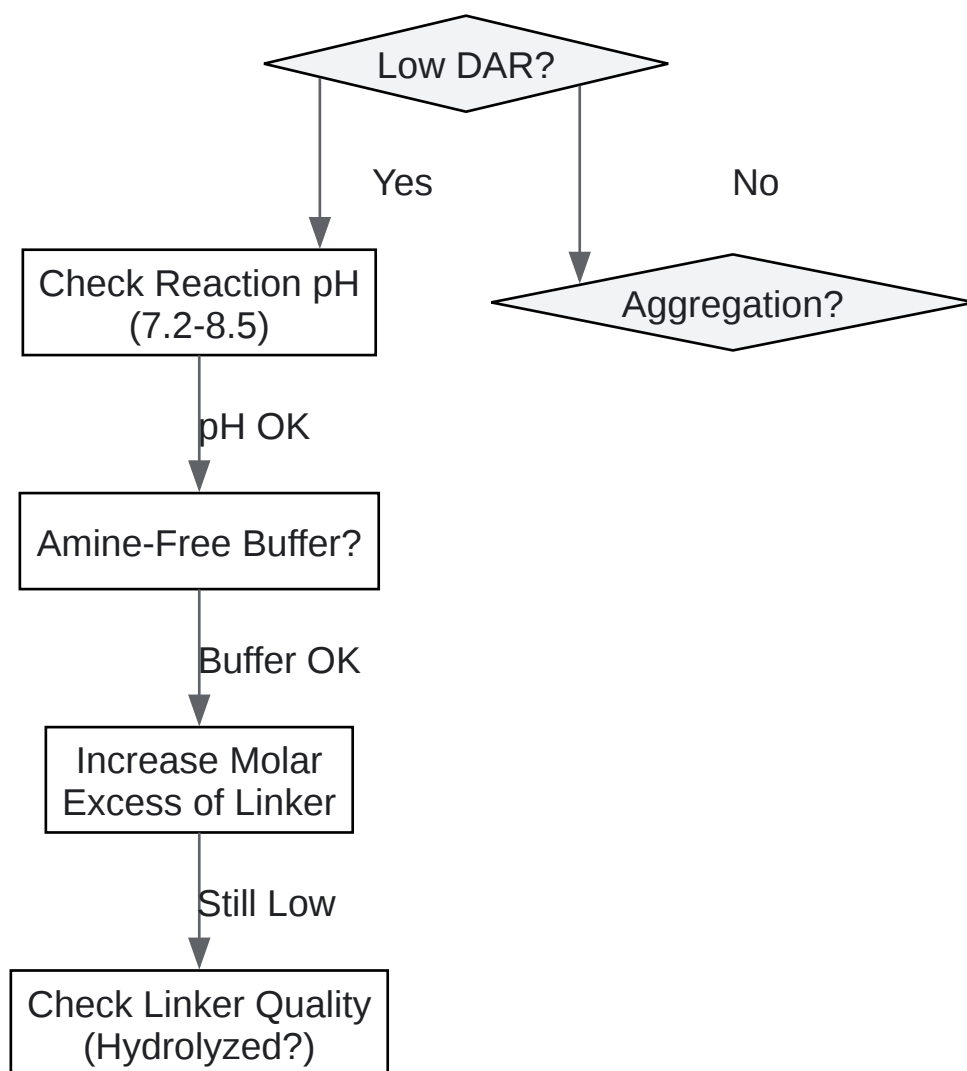 Low DAR?
Yes
No
Check Reaction pH
(7.2-8.5)
Aggregation?
pH OK
Amine-Free Buffer?
Buffer OK
Increase Molar
Excess of Linker
Still Low
Check Linker Quality
(Hydrolyzed?)